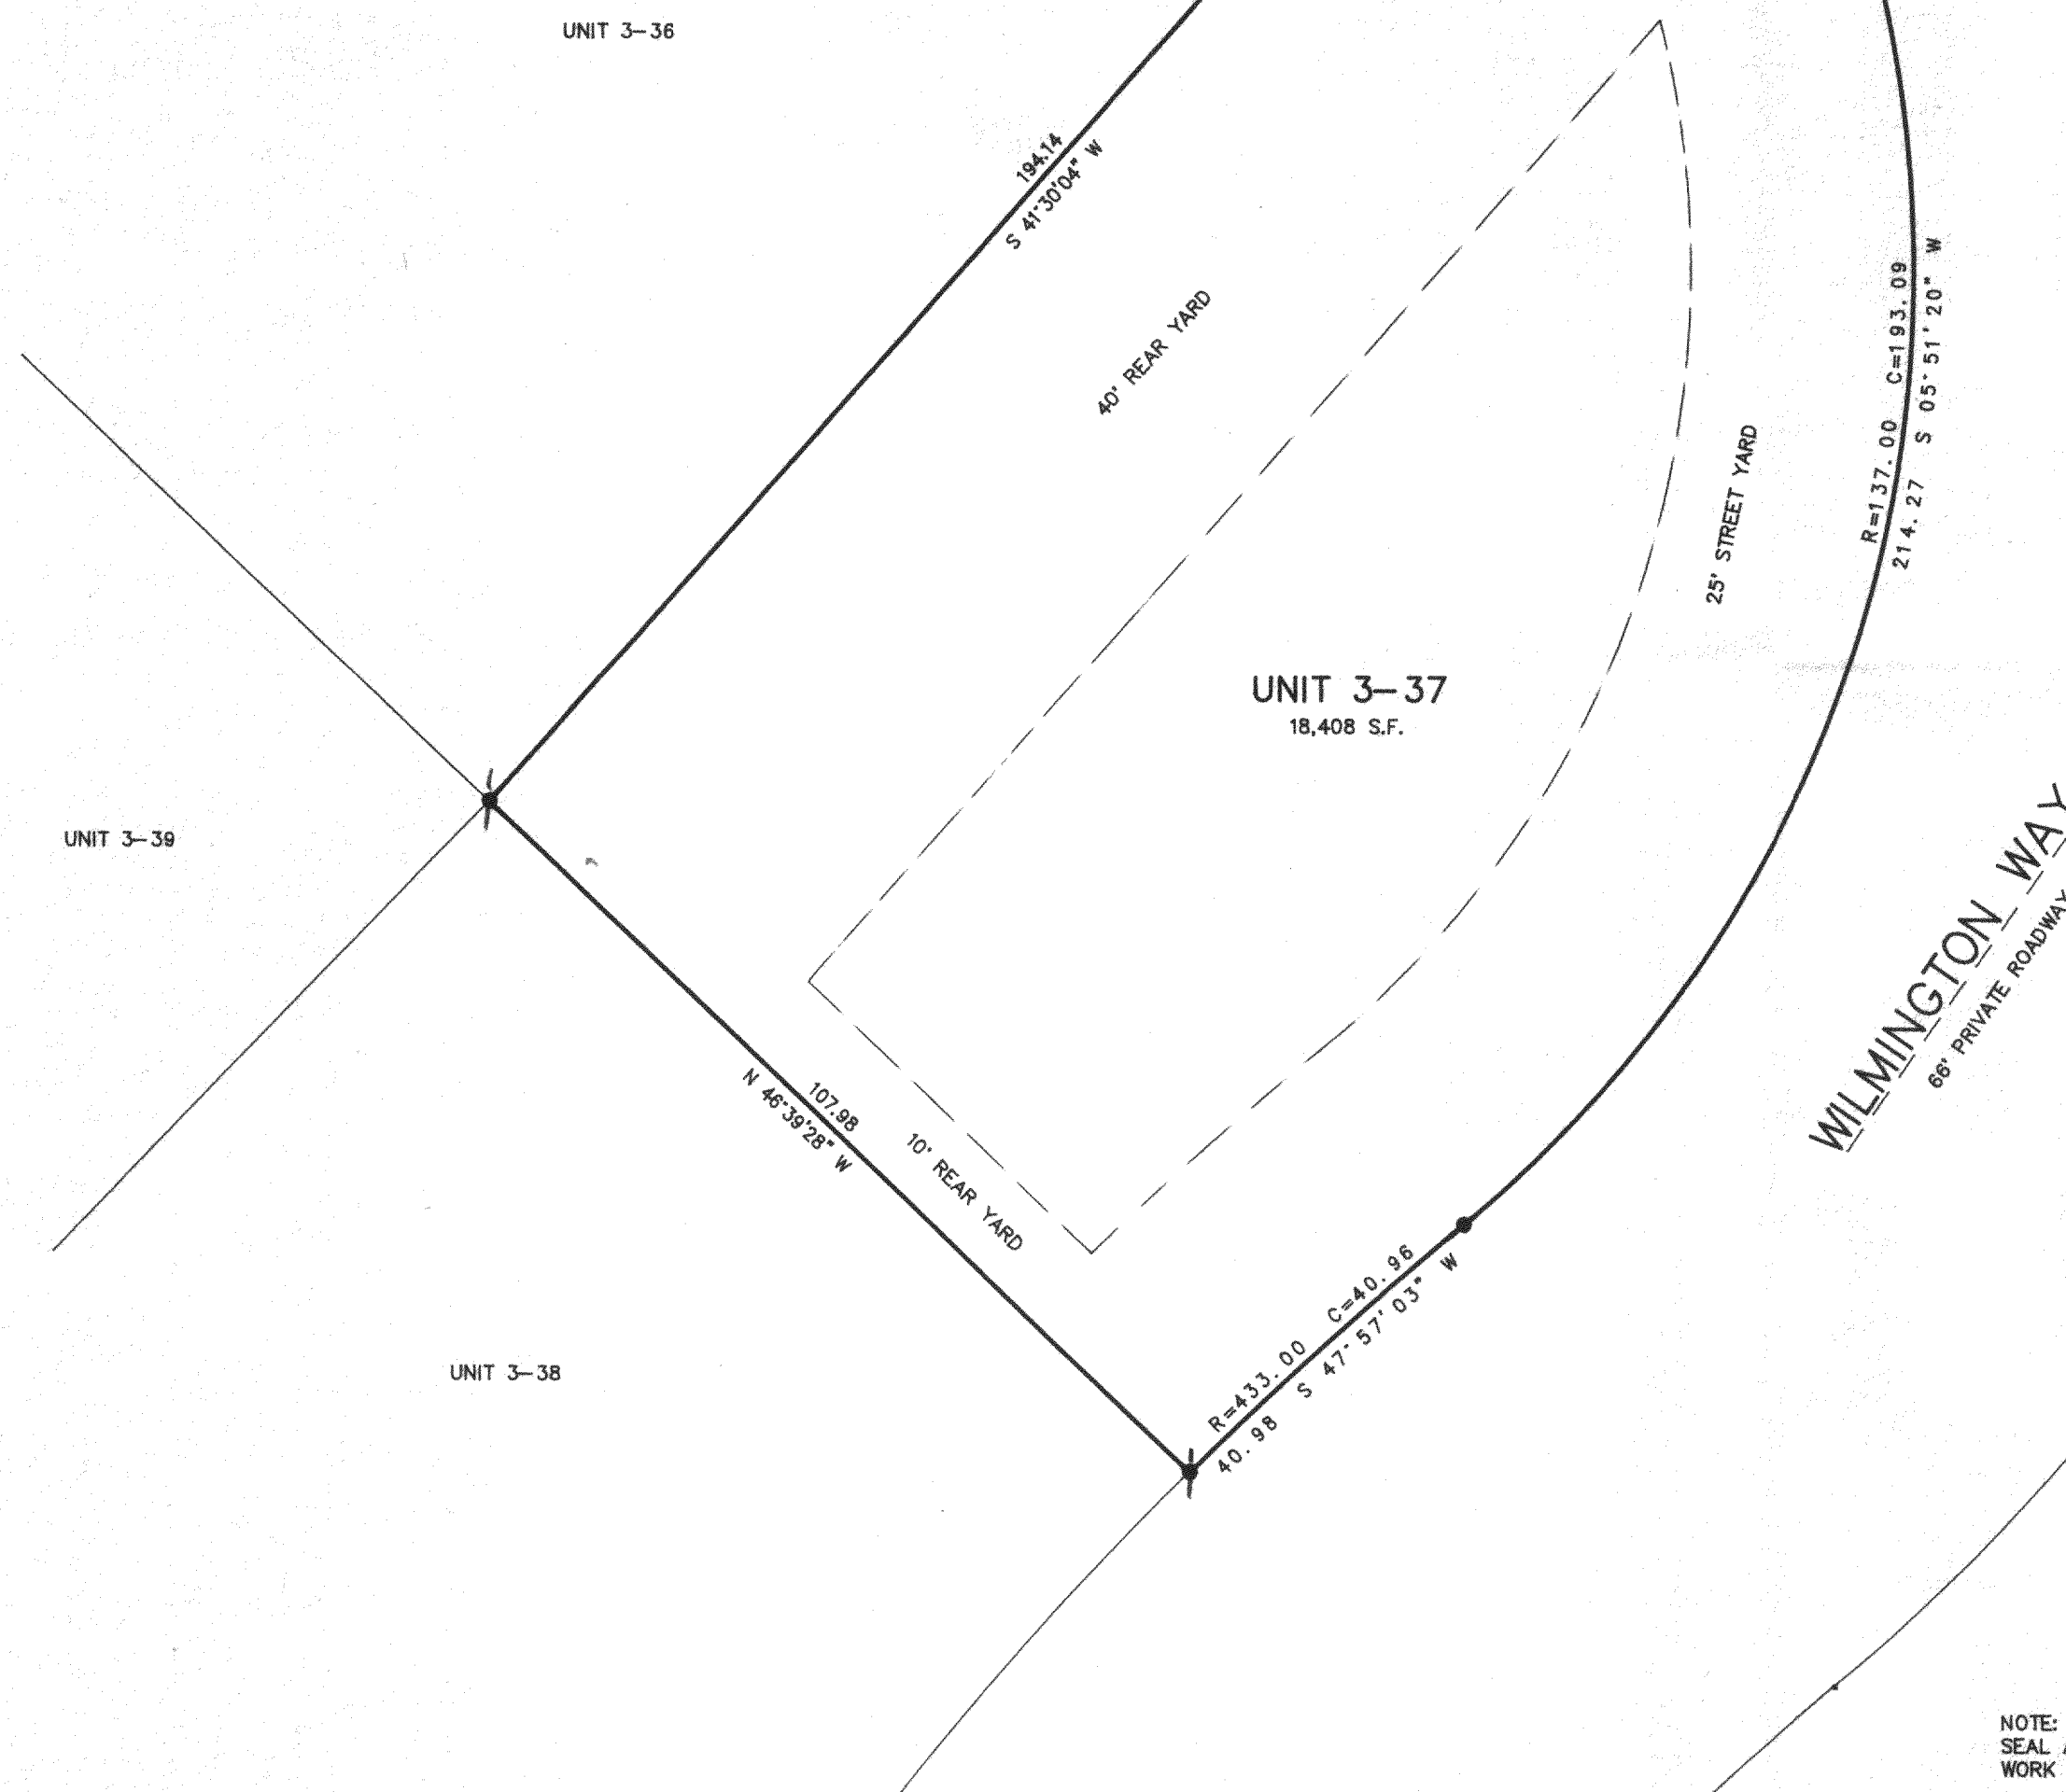 UNIT 3-36
194.14
S 41°30'04" W
40' REAR YARD
R=137.00 C=193.09
214.27 S 05°51'20" W
25' STREET YARD
UNIT 3-37
18,408 S.F.
UNIT 3-39
WILMINGTON WAY
66' PRIVATE ROADWAY
107.98
N 46°39'28" W
10' REAR YARD
R=433.00 C=40.96
40.98 S 47°57'03" W
UNIT 3-38
NOTE:
SEAL
WORK